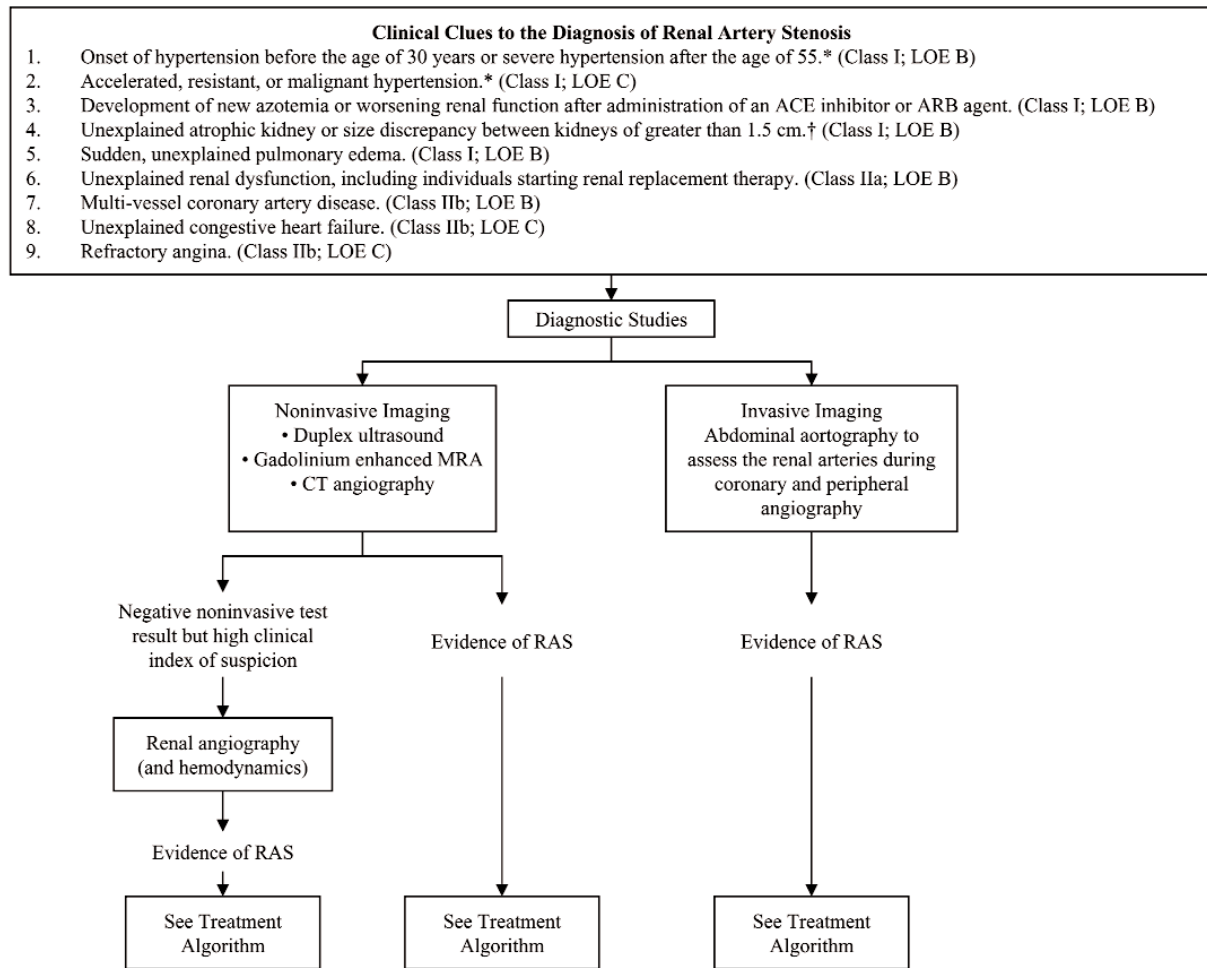 Clinical Clues to the Diagnosis of Renal Artery Stenosis
1. Onset of hypertension before the age of 30 years or severe hypertension after the age of 55.* (Class I; LOE B)
2. Accelerated, resistant, or malignant hypertension.* (Class I; LOE C)
3. Development of new azotemia or worsening renal function after administration of an ACE inhibitor or ARB agent. (Class I; LOE B)
4. Unexplained atrophic kidney or size discrepancy between kidneys of greater than 1.5 cm.† (Class I; LOE B)
5. Sudden, unexplained pulmonary edema. (Class I; LOE B)
6. Unexplained renal dysfunction, including individuals starting renal replacement therapy. (Class IIa; LOE B)
7. Multi-vessel coronary artery disease. (Class IIb; LOE B)
8. Unexplained congestive heart failure. (Class IIb; LOE C)
9. Refractory angina. (Class IIb; LOE C)
Diagnostic Studies
Noninvasive Imaging
• Duplex ultrasound
• Gadolinium enhanced MRA
• CT angiography
Invasive Imaging
Abdominal aortography to
assess the renal arteries during
coronary and peripheral
angiography
Negative noninvasive test
result but high clinical
index of suspicion
Evidence of RAS
Evidence of RAS
Renal angiography
(and hemodynamics)
Evidence of RAS
See Treatment
Algorithm
See Treatment
Algorithm
See Treatment
Algorithm